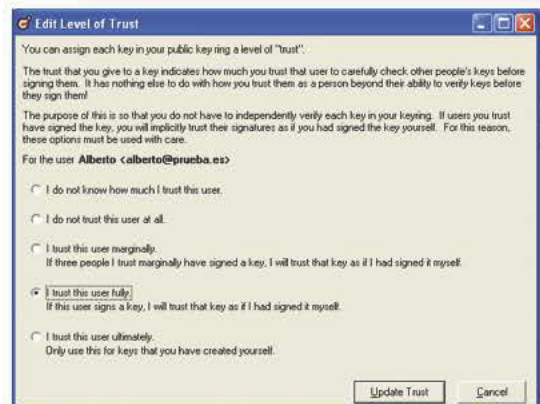 Edit Level of Trust
You can assign each key in your public key ring a level of "trust".
The trust that you give to a key indicates how much you trust that user to carefully check other people's keys before
signing them. It has nothing else to do with how you trust them as a person beyond their ability to verify keys before
they sign them!
The purpose of this is so that you do not have to independently verify each key in your keyring. If users you trust
have signed the key, you will implicitly trust their signatures as if you had signed the key yourself. For this reason,
these options must be used with care.
For the user Alberto <alberto@prueba.es>
I do not know how much I trust this user.
I do not trust this user at all.
I trust this user marginally.
If three people I trust marginally have signed a key, I will trust that key as if I had signed it myself.
I trust this user fully.
If this user signs a key, I will trust that key as if I had signed it myself.
I trust this user ultimately.
Only use this for keys that you have created yourself.
Update Trust Cancel